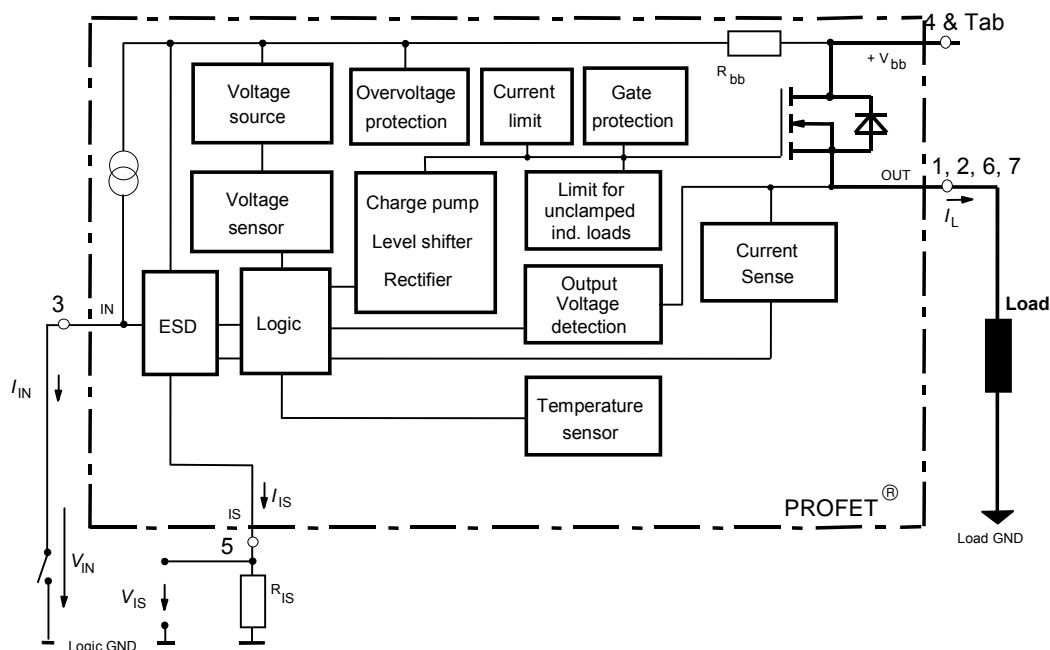 4 & Tab
R bb
+ V bb
Voltage
source
Overvoltage
protection
Current
limit
Gate
protection
OUT
1, 2, 6, 7
I L
Voltage
sensor
Charge pump
Level shifter
Rectifier
Limit for
unclamped
ind. loads
Current
Sense
Output
Voltage
detection
3
IN
ESD
Logic
Load
I IN
Temperature
sensor
I IS
IS
PROFET ®
Load GND
5
V IN
V IS
R IS
Logic GND